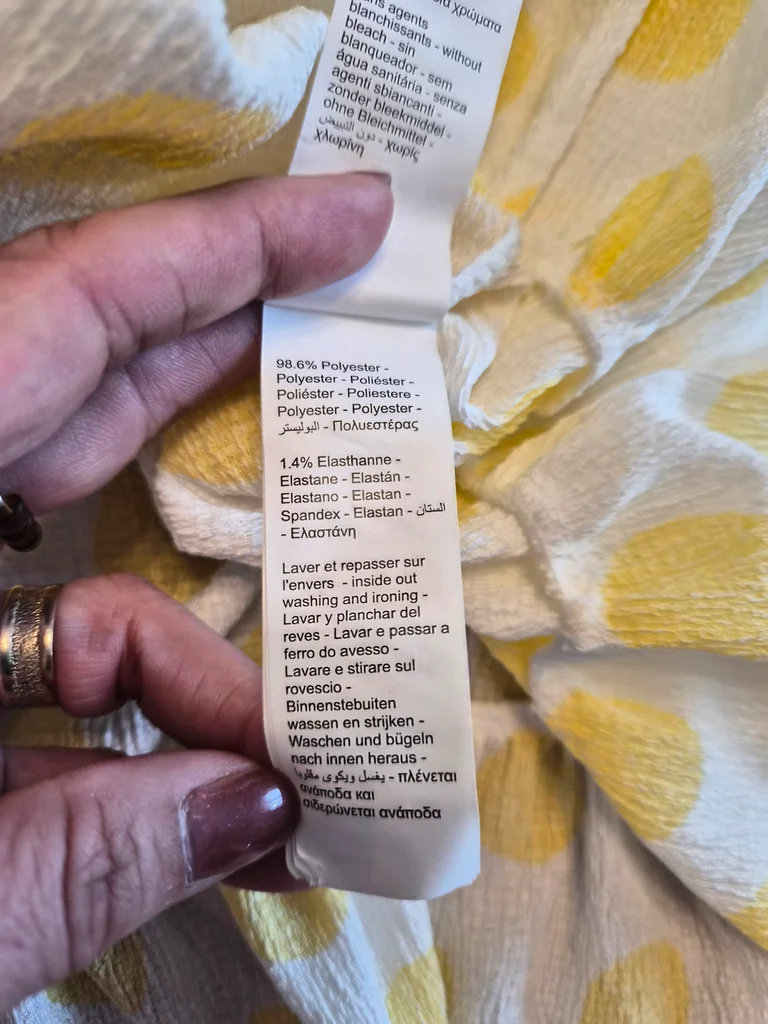 χρώματα
agents
blanchissants - without
bleach - sin
blanqueador - sem
água sanitária - senza
agenti sbiancanti -
zonder bleekmiddel -
ohne Bleichmittel -
دون التبييض - χωρίς
χλωρίνη
98.6% Polyester -
Polyester - Poliéster -
Poliéster - Poliestere -
Polyester - Polyester -
البوليستر - Πολυεστέρας
1.4% Elasthanne -
Elastane - Elastán -
Elastano - Elastan -
Spandex - Elastan - الستان
- Ελαστάνη
Laver et repasser sur
l'envers - inside out
washing and ironing -
Lavar y planchar del
reves - Lavar e passar a
ferro do avesso -
Lavare e stirare sul
rovescio -
Binnenstebuiten
wassen en strijken -
Waschen und bügeln
nach innen heraus -
يغسل ويكوى مقلوبا - πλένεται
ανάποδα και
σιδερώνεται ανάποδα